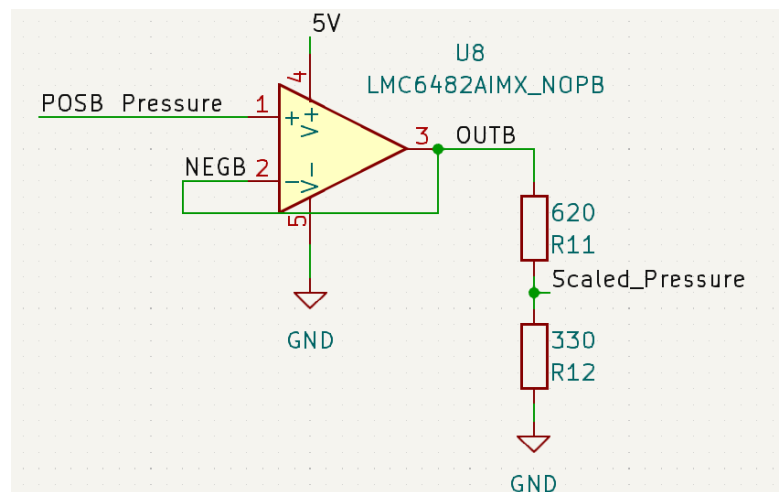 5V
U8
LMC6482AIMX_NOPB
4
POSB Pressure
1
+
V+
3
OUTB
NEGB
2
-
V-
5
620
R11
Scaled_Pressure
330
R12
GND
GND